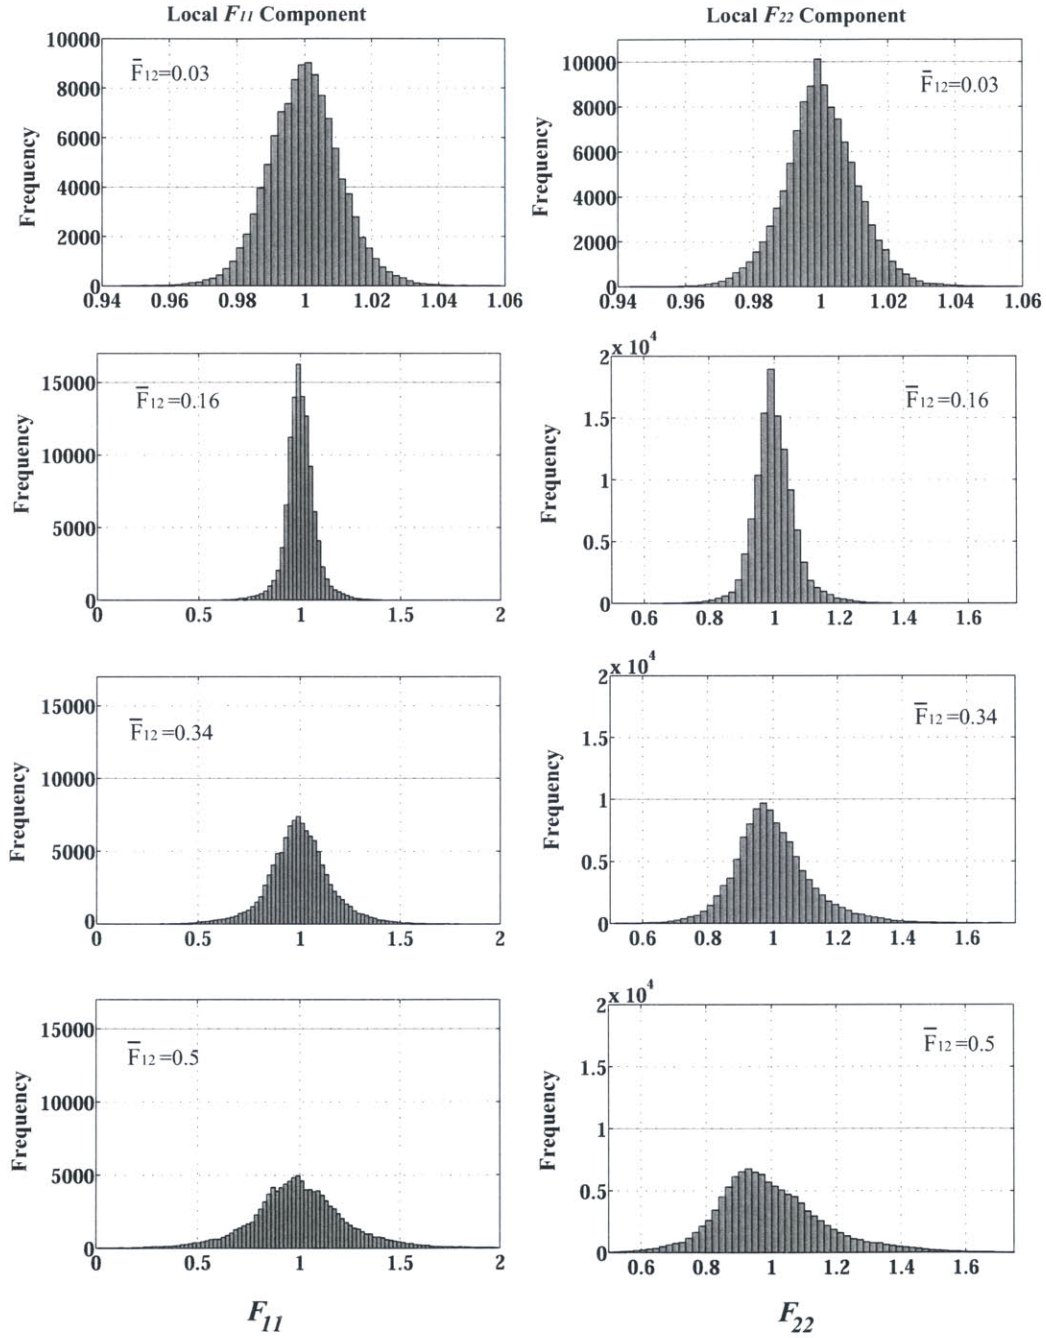 Local F11 Component
F̅12=0.03
Frequency
10000
8000
6000
4000
2000
0
0.94 0.96 0.98 1 1.02 1.04 1.06
Local F22 Component
F̅12=0.03
Frequency
10000
8000
6000
4000
2000
0
0.94 0.96 0.98 1 1.02 1.04 1.06
F̅12=0.16
Frequency
15000
10000
5000
0
0 0.5 1 1.5 2
x 10^4
F̅12=0.16
Frequency
2
1.5
1
0.5
0
0.6 0.8 1 1.2 1.4 1.6
F̅12=0.34
Frequency
15000
10000
5000
0
0 0.5 1 1.5 2
x 10^4
F̅12=0.34
Frequency
2
1.5
1
0.5
0
0.6 0.8 1 1.2 1.4 1.6
F̅12=0.5
Frequency
15000
10000
5000
0
0 0.5 1 1.5 2
F11
x 10^4
F̅12=0.5
Frequency
2
1.5
1
0.5
0
0.6 0.8 1 1.2 1.4 1.6
F22